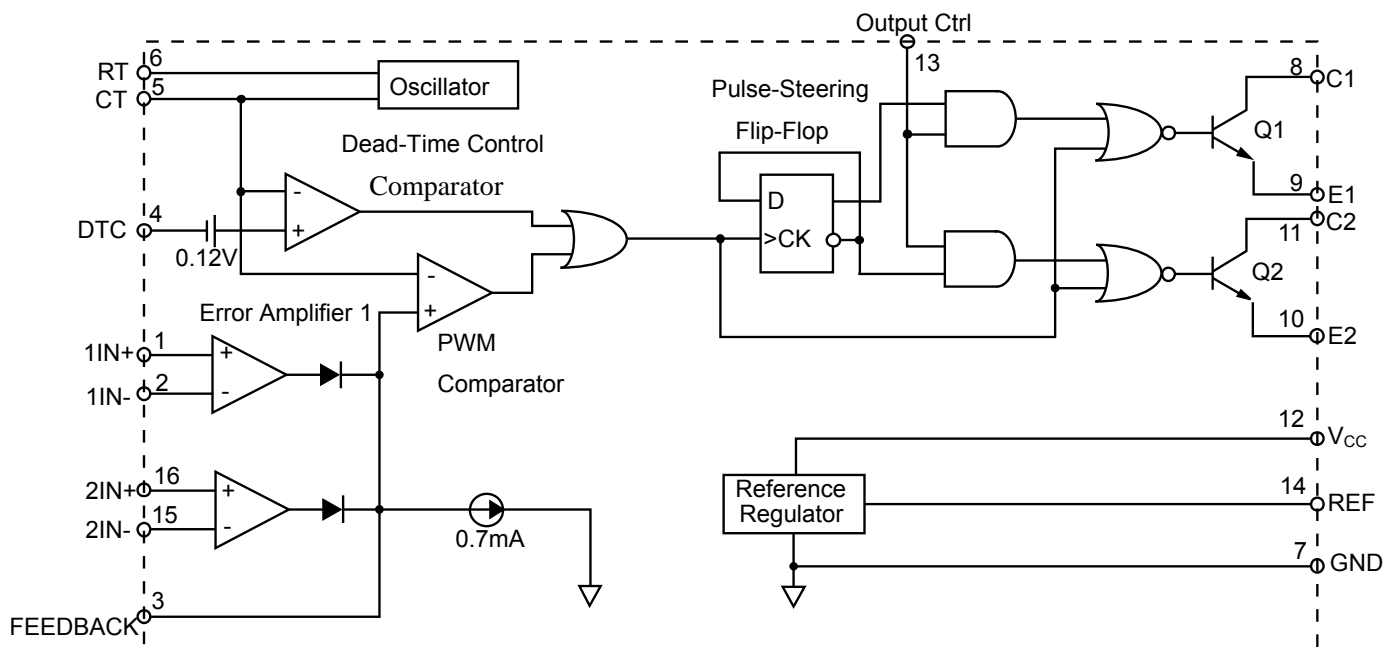 Output Ctrl
13
RT
6
CT
5
Oscillator
Pulse-Steering
Flip-Flop
8
C1
Q1
9
E1
Dead-Time Control
Comparator
-
+
DTC
4
0.12V
D
>CK
C2
11
Q2
10
E2
-
+
PWM
Comparator
Error Amplifier 1
1IN+
1
+
1IN-
2
-
12
VCC
2IN+
16
+
2IN-
15
-
0.7mA
Reference
Regulator
14
REF
7
GND
3
FEEDBACK